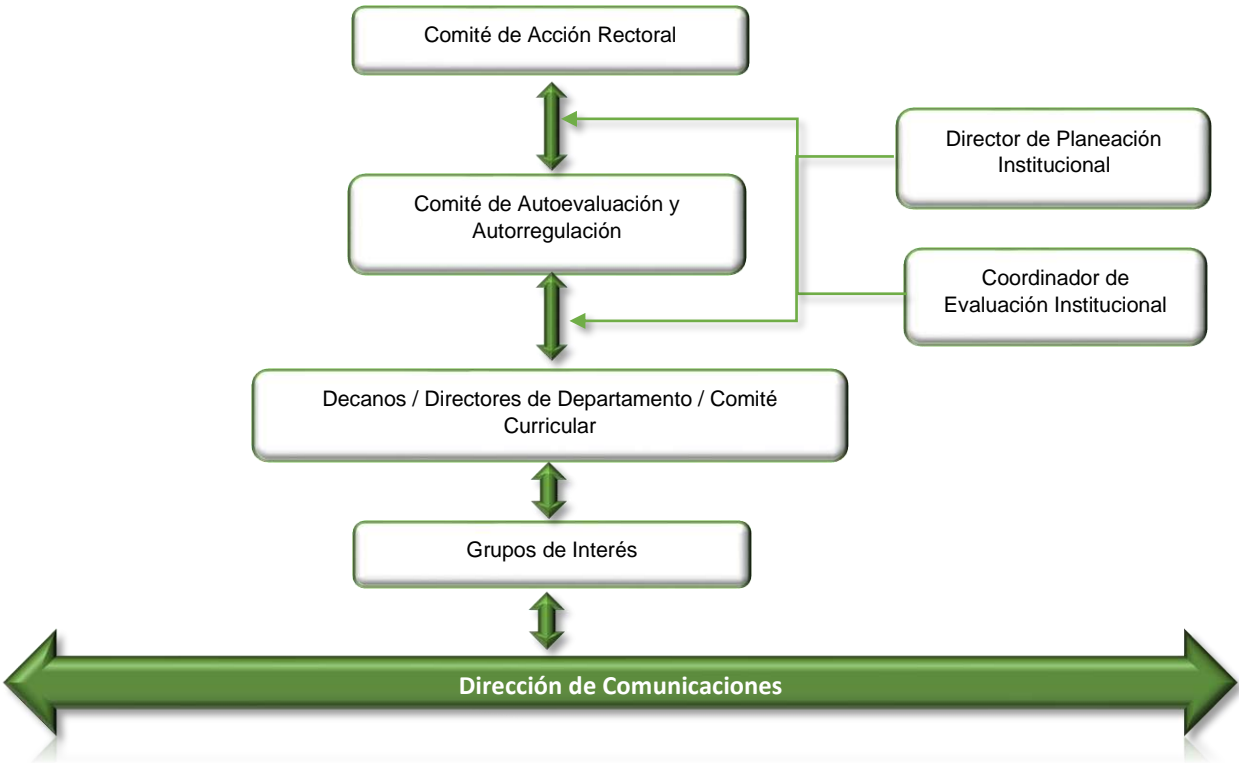 Comité de Acción Rectoral
Director de Planeación
Institucional
Comité de Autoevaluación y
Autorregulación
Coordinador de
Evaluación Institucional
Decanos / Directores de Departamento / Comité
Curricular
Grupos de Interés
Dirección de Comunicaciones